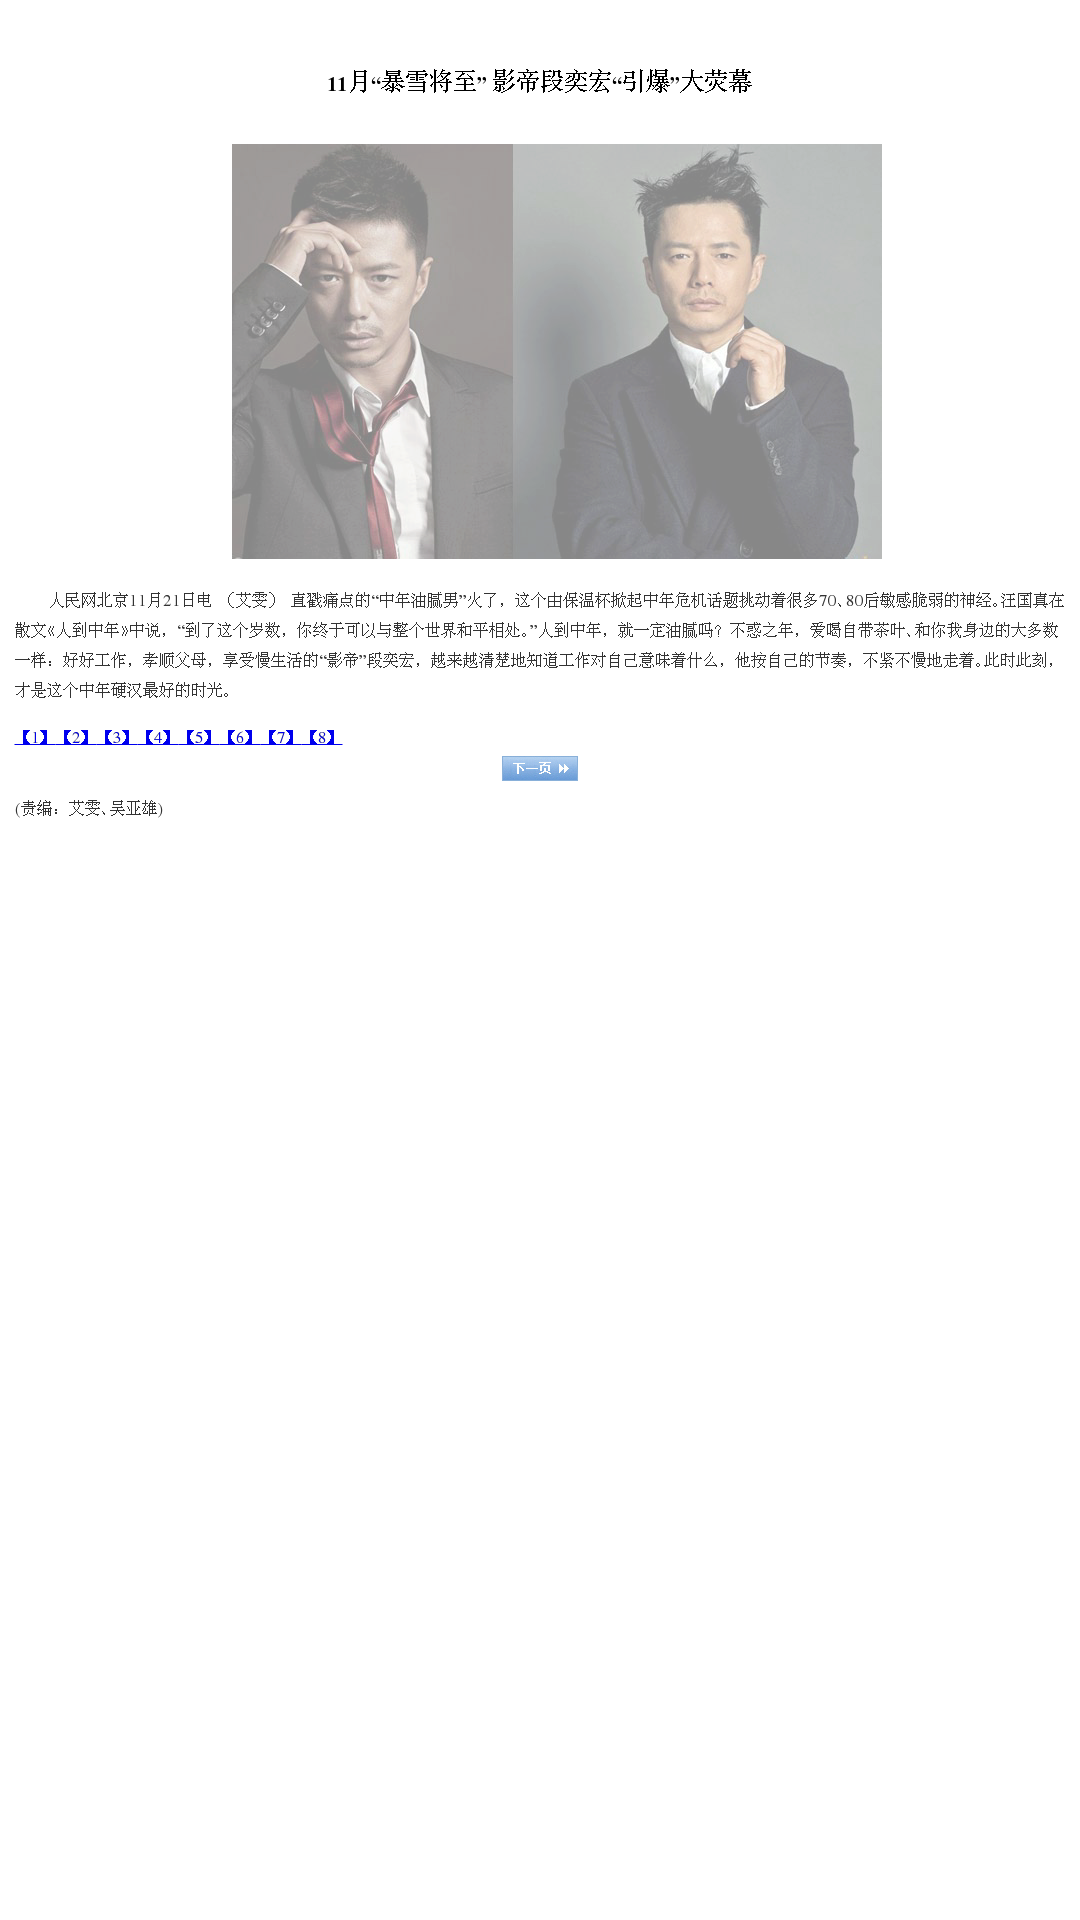 11月“暴雪将至” 影帝段奕宏“引爆”大荧幕
人民网北京11月21日电 （艾雯） 直戳痛点的“中年油腻男”火了，这个由保温杯掀起中年危机话题挑动着很多70、80后敏感脆弱的神经。汪国真在
散文《人到中年》中说，“到了这个岁数，你终于可以与整个世界和平相处。”人到中年，就一定油腻吗？不惑之年，爱喝自带茶叶、和你我身边的大多数
一样：好好工作，孝顺父母，享受慢生活的“影帝”段奕宏，越来越清楚地知道工作对自己意味着什么，他按自己的节奏，不紧不慢地走着。此时此刻，
才是这个中年硬汉最好的时光。
【1】 【2】 【3】 【4】 【5】 【6】 【7】 【8】
下一页
(责编：艾雯、吴亚雄)